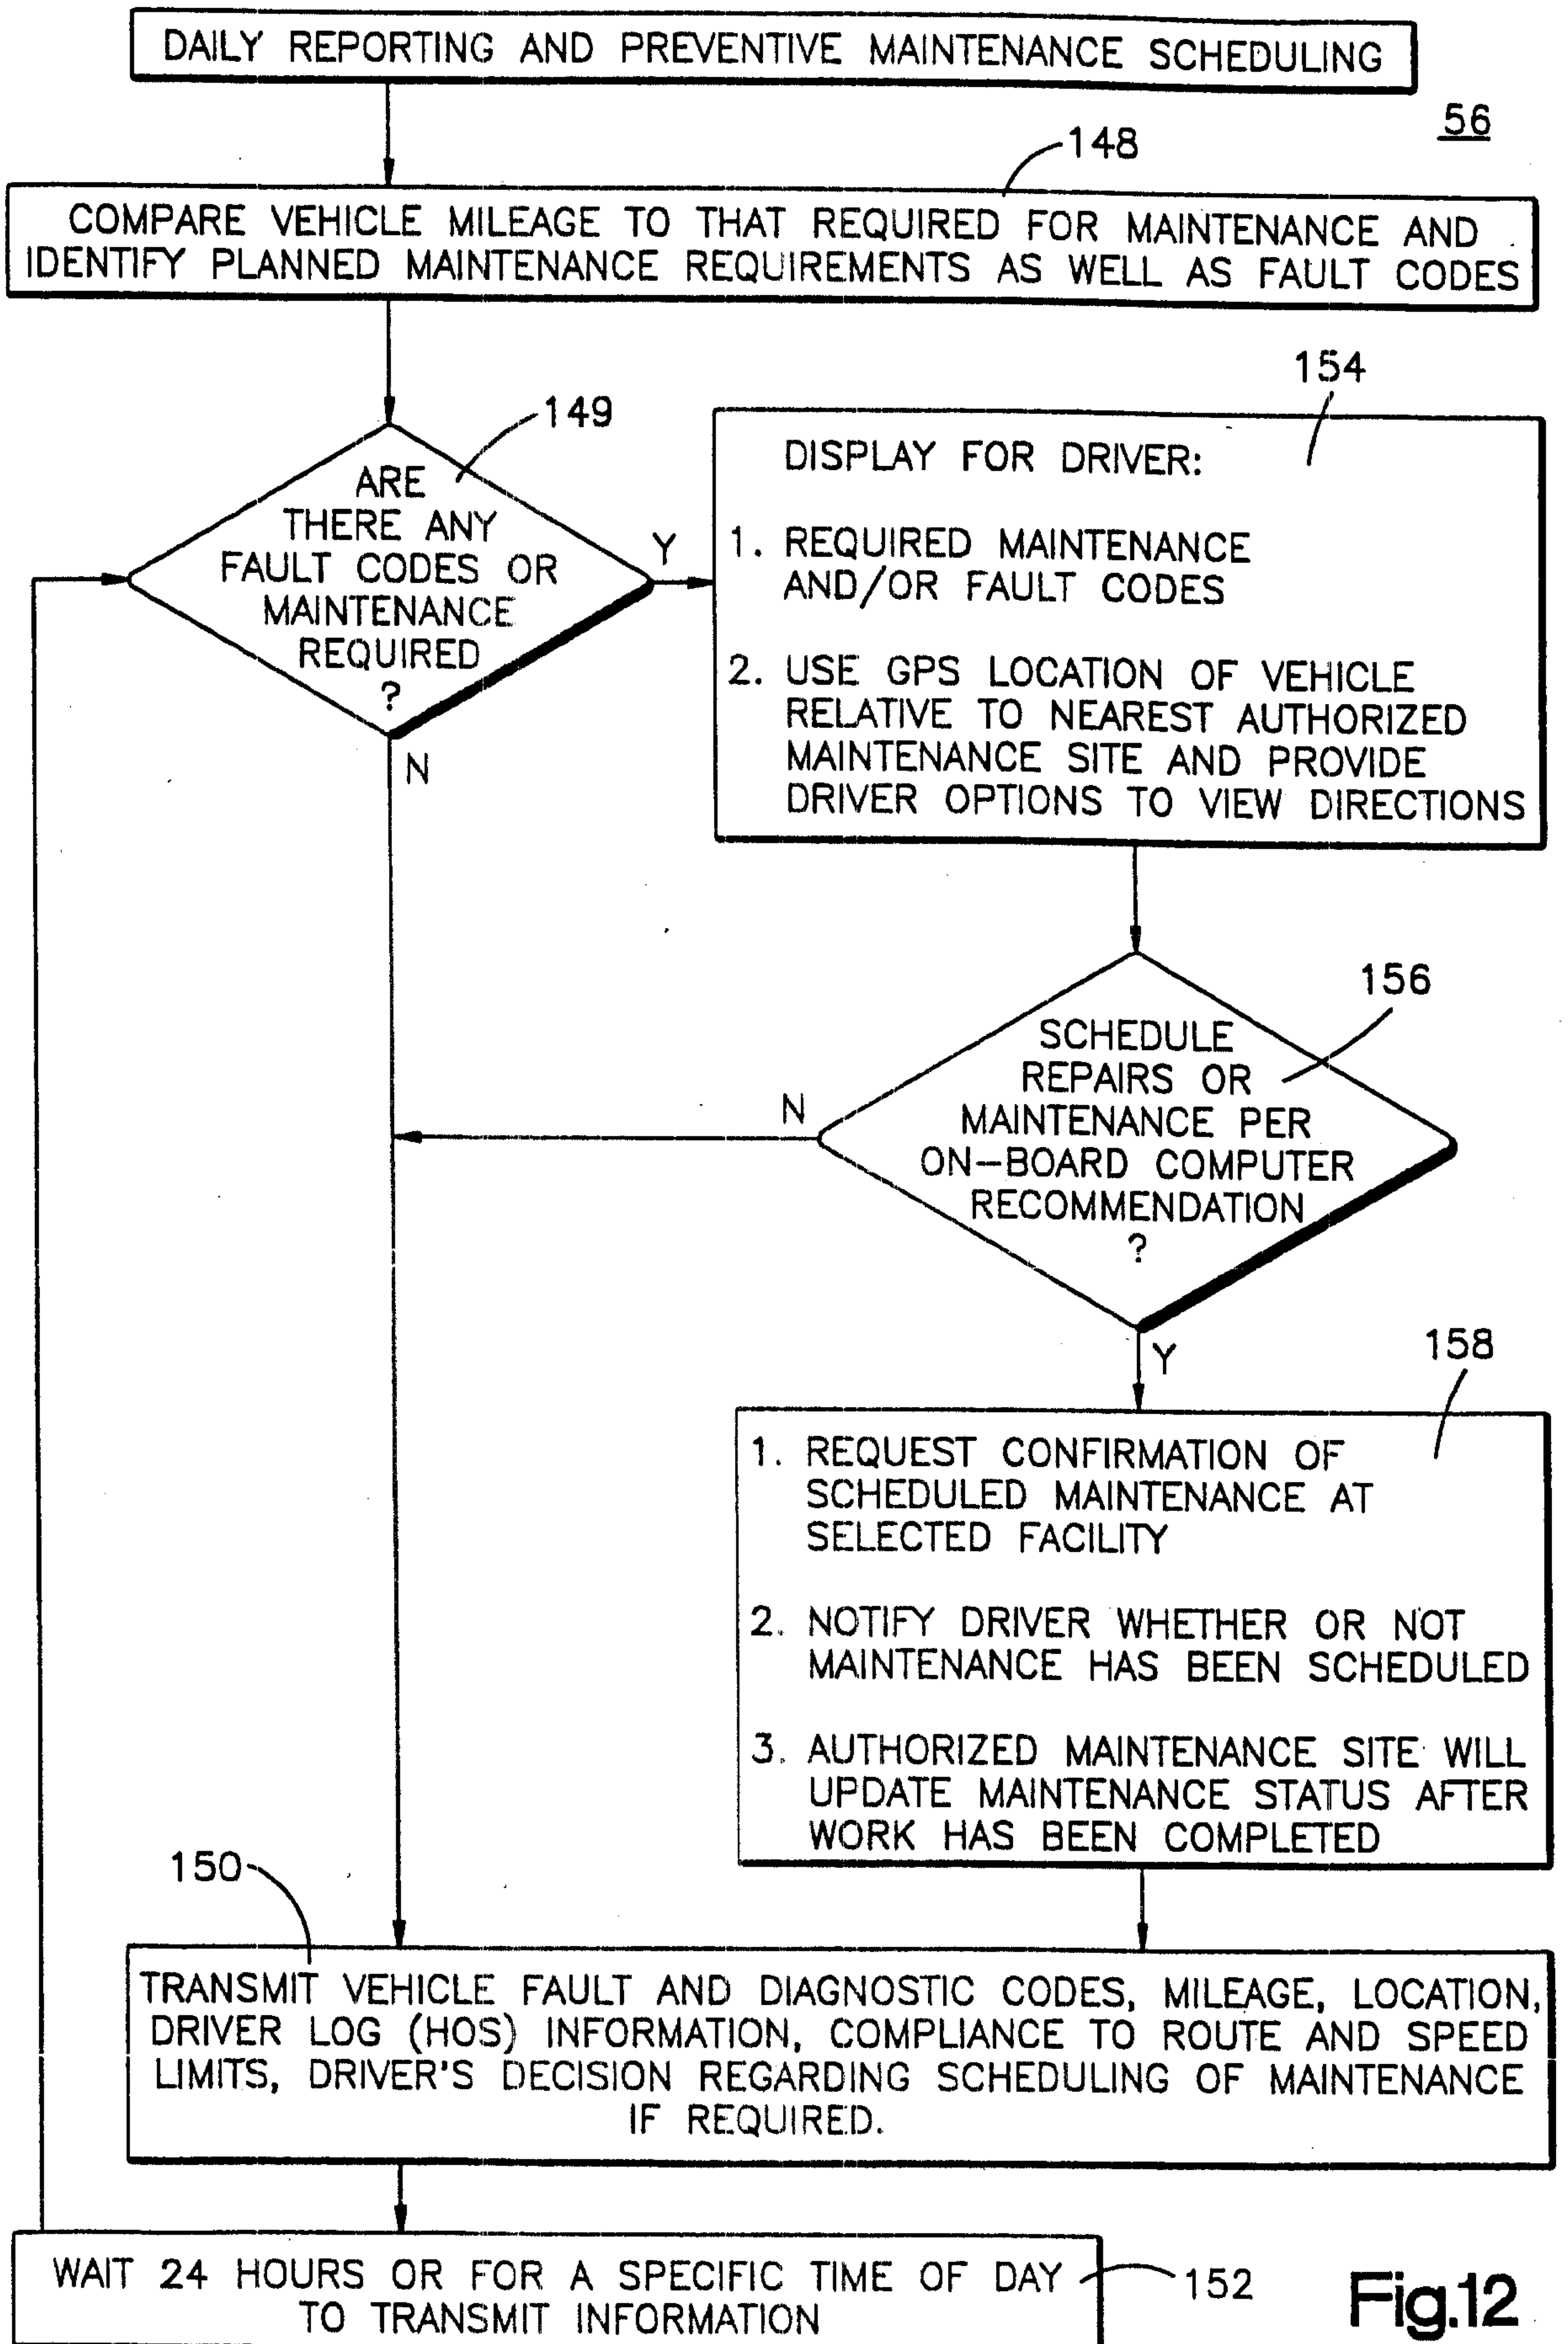 DAILY REPORTING AND PREVENTIVE MAINTENANCE SCHEDULING
56
148
COMPARE VEHICLE MILEAGE TO THAT REQUIRED FOR MAINTENANCE AND
IDENTIFY PLANNED MAINTENANCE REQUIREMENTS AS WELL AS FAULT CODES
149
ARE
THERE ANY
FAULT CODES OR
MAINTENANCE
REQUIRED
?
Y
N
154
DISPLAY FOR DRIVER:
1. REQUIRED MAINTENANCE
AND/OR FAULT CODES
2. USE GPS LOCATION OF VEHICLE
RELATIVE TO NEAREST AUTHORIZED
MAINTENANCE SITE AND PROVIDE
DRIVER OPTIONS TO VIEW DIRECTIONS
156
SCHEDULE
REPAIRS OR
MAINTENANCE PER
ON-BOARD COMPUTER
RECOMMENDATION
?
N
Y
158
1. REQUEST CONFIRMATION OF
SCHEDULED MAINTENANCE AT
SELECTED FACILITY
2. NOTIFY DRIVER WHETHER OR NOT
MAINTENANCE HAS BEEN SCHEDULED
3. AUTHORIZED MAINTENANCE SITE WILL
UPDATE MAINTENANCE STATUS AFTER
WORK HAS BEEN COMPLETED
150
TRANSMIT VEHICLE FAULT AND DIAGNOSTIC CODES, MILEAGE, LOCATION,
DRIVER LOG (HOS) INFORMATION, COMPLIANCE TO ROUTE AND SPEED
LIMITS, DRIVER'S DECISION REGARDING SCHEDULING OF MAINTENANCE
IF REQUIRED.
WAIT 24 HOURS OR FOR A SPECIFIC TIME OF DAY
TO TRANSMIT INFORMATION
152
Fig.12